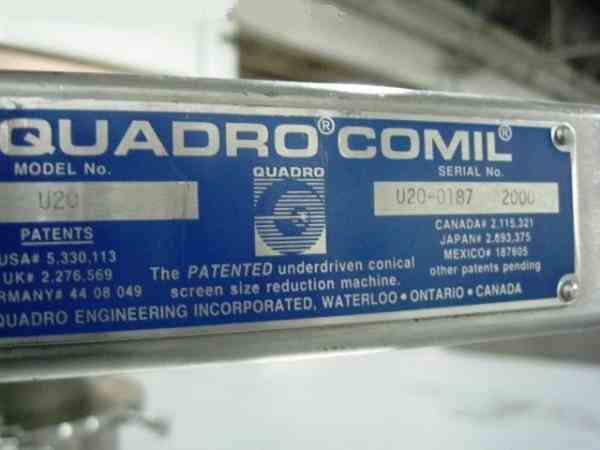 QUADRO® COMIL®
MODEL No.
U20
QUADRO
SERIAL No.
U20-0187 2000
PATENTS
USA# 5.330,113
UK# 2.276,569
ERMANY# 44 08 049
The PATENTED underdriven conical
screen size reduction machine.
CANADA# 2.115,321
JAPAN# 2.693,375
MEXICO# 187605
other patents pending
QUADRO ENGINEERING INCORPORATED, WATERLOO • ONTARIO • CANADA